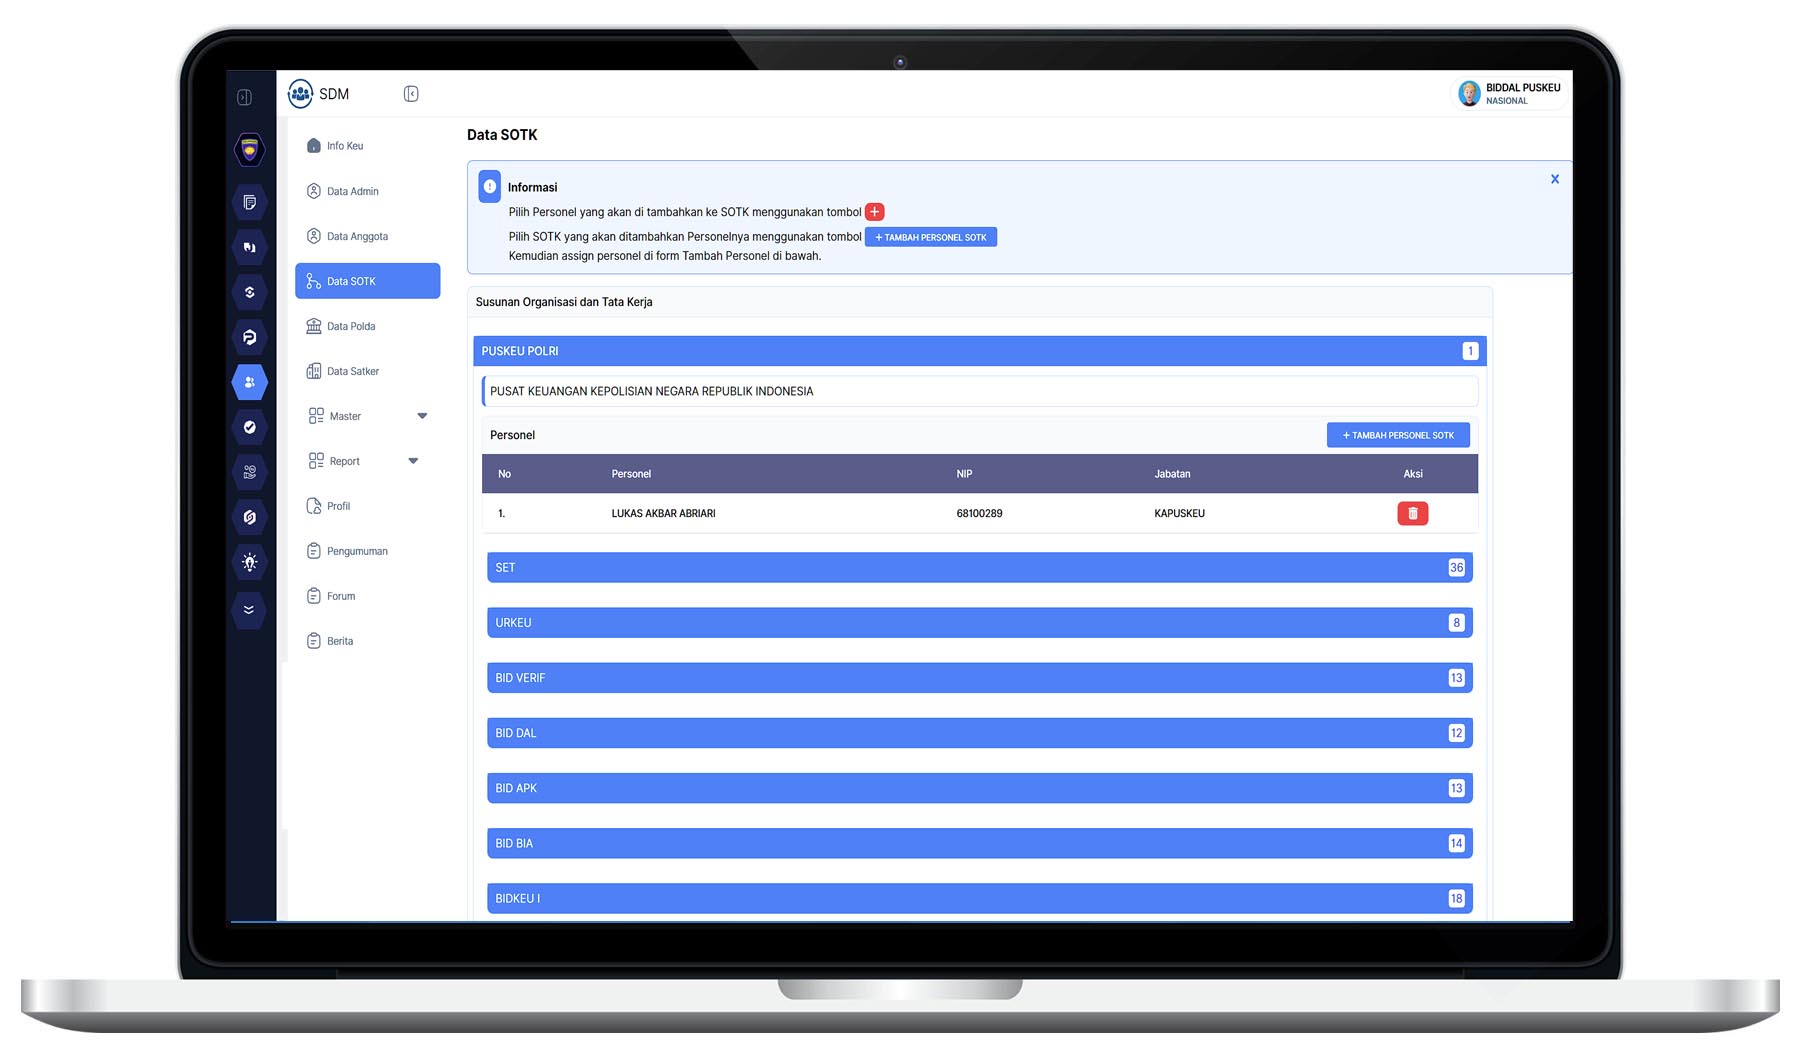 SDM
BIDDAL PUSKEU
NASIONAL
Info Keu
Data Admin
Data Anggota
Data SOTK
Data Polda
Data Satker
Master
Report
Profil
Pengumuman
Forum
Berita
Data SOTK
Informasi
X
Pilih Personel yang akan di tambahkan ke SOTK menggunakan tombol +
Pilih SOTK yang akan ditambahkan Personelnya menggunakan tombol + TAMBAH PERSONEL SOTK
Kemudian assign personel di form Tambah Personel di bawah.
Susunan Organisasi dan Tata Kerja
PUSKEU POLRI 1
PUSAT KEUANGAN KEPOLISIAN NEGARA REPUBLIK INDONESIA
Personel + TAMBAH PERSONEL SOTK
No Personel NIP Jabatan Aksi
1. LUKAS AKBAR ABRIARI 68100289 KAPUSKEU
SET 36
URKEU 8
BID VERIF 13
BID DAL 12
BID APK 13
BID BIA 14
BIDKEU I 18